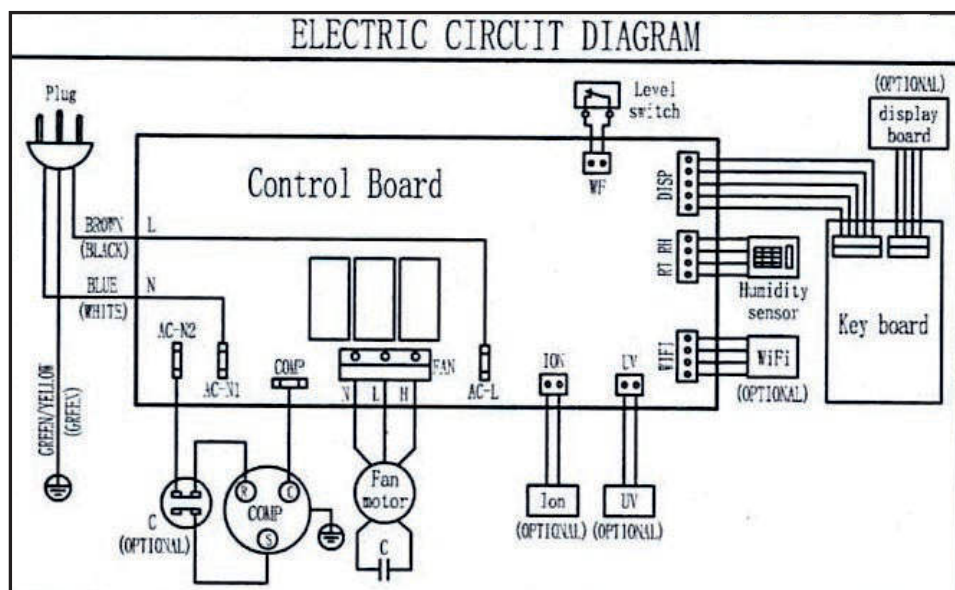 ELECTRIC CIRCUIT DIAGRAM
Plug
Level
switch
(OPTIONAL)
display
board
Control Board
WF
DISP
BROWN
(BLACK)
L
BLUE
(WHITE)
N
RT RH
Humidity
sensor
Key board
AC-N2
AC-N1
COMP
FAN
N L H
AC-L
ION
UV
WIFI
WiFi
(OPTIONAL)
GREEN/YELLOW
(GREEN)
R
C
COMP
S
C
(OPTIONAL)
Fan
motor
C
Ion
(OPTIONAL)
UV
(OPTIONAL)